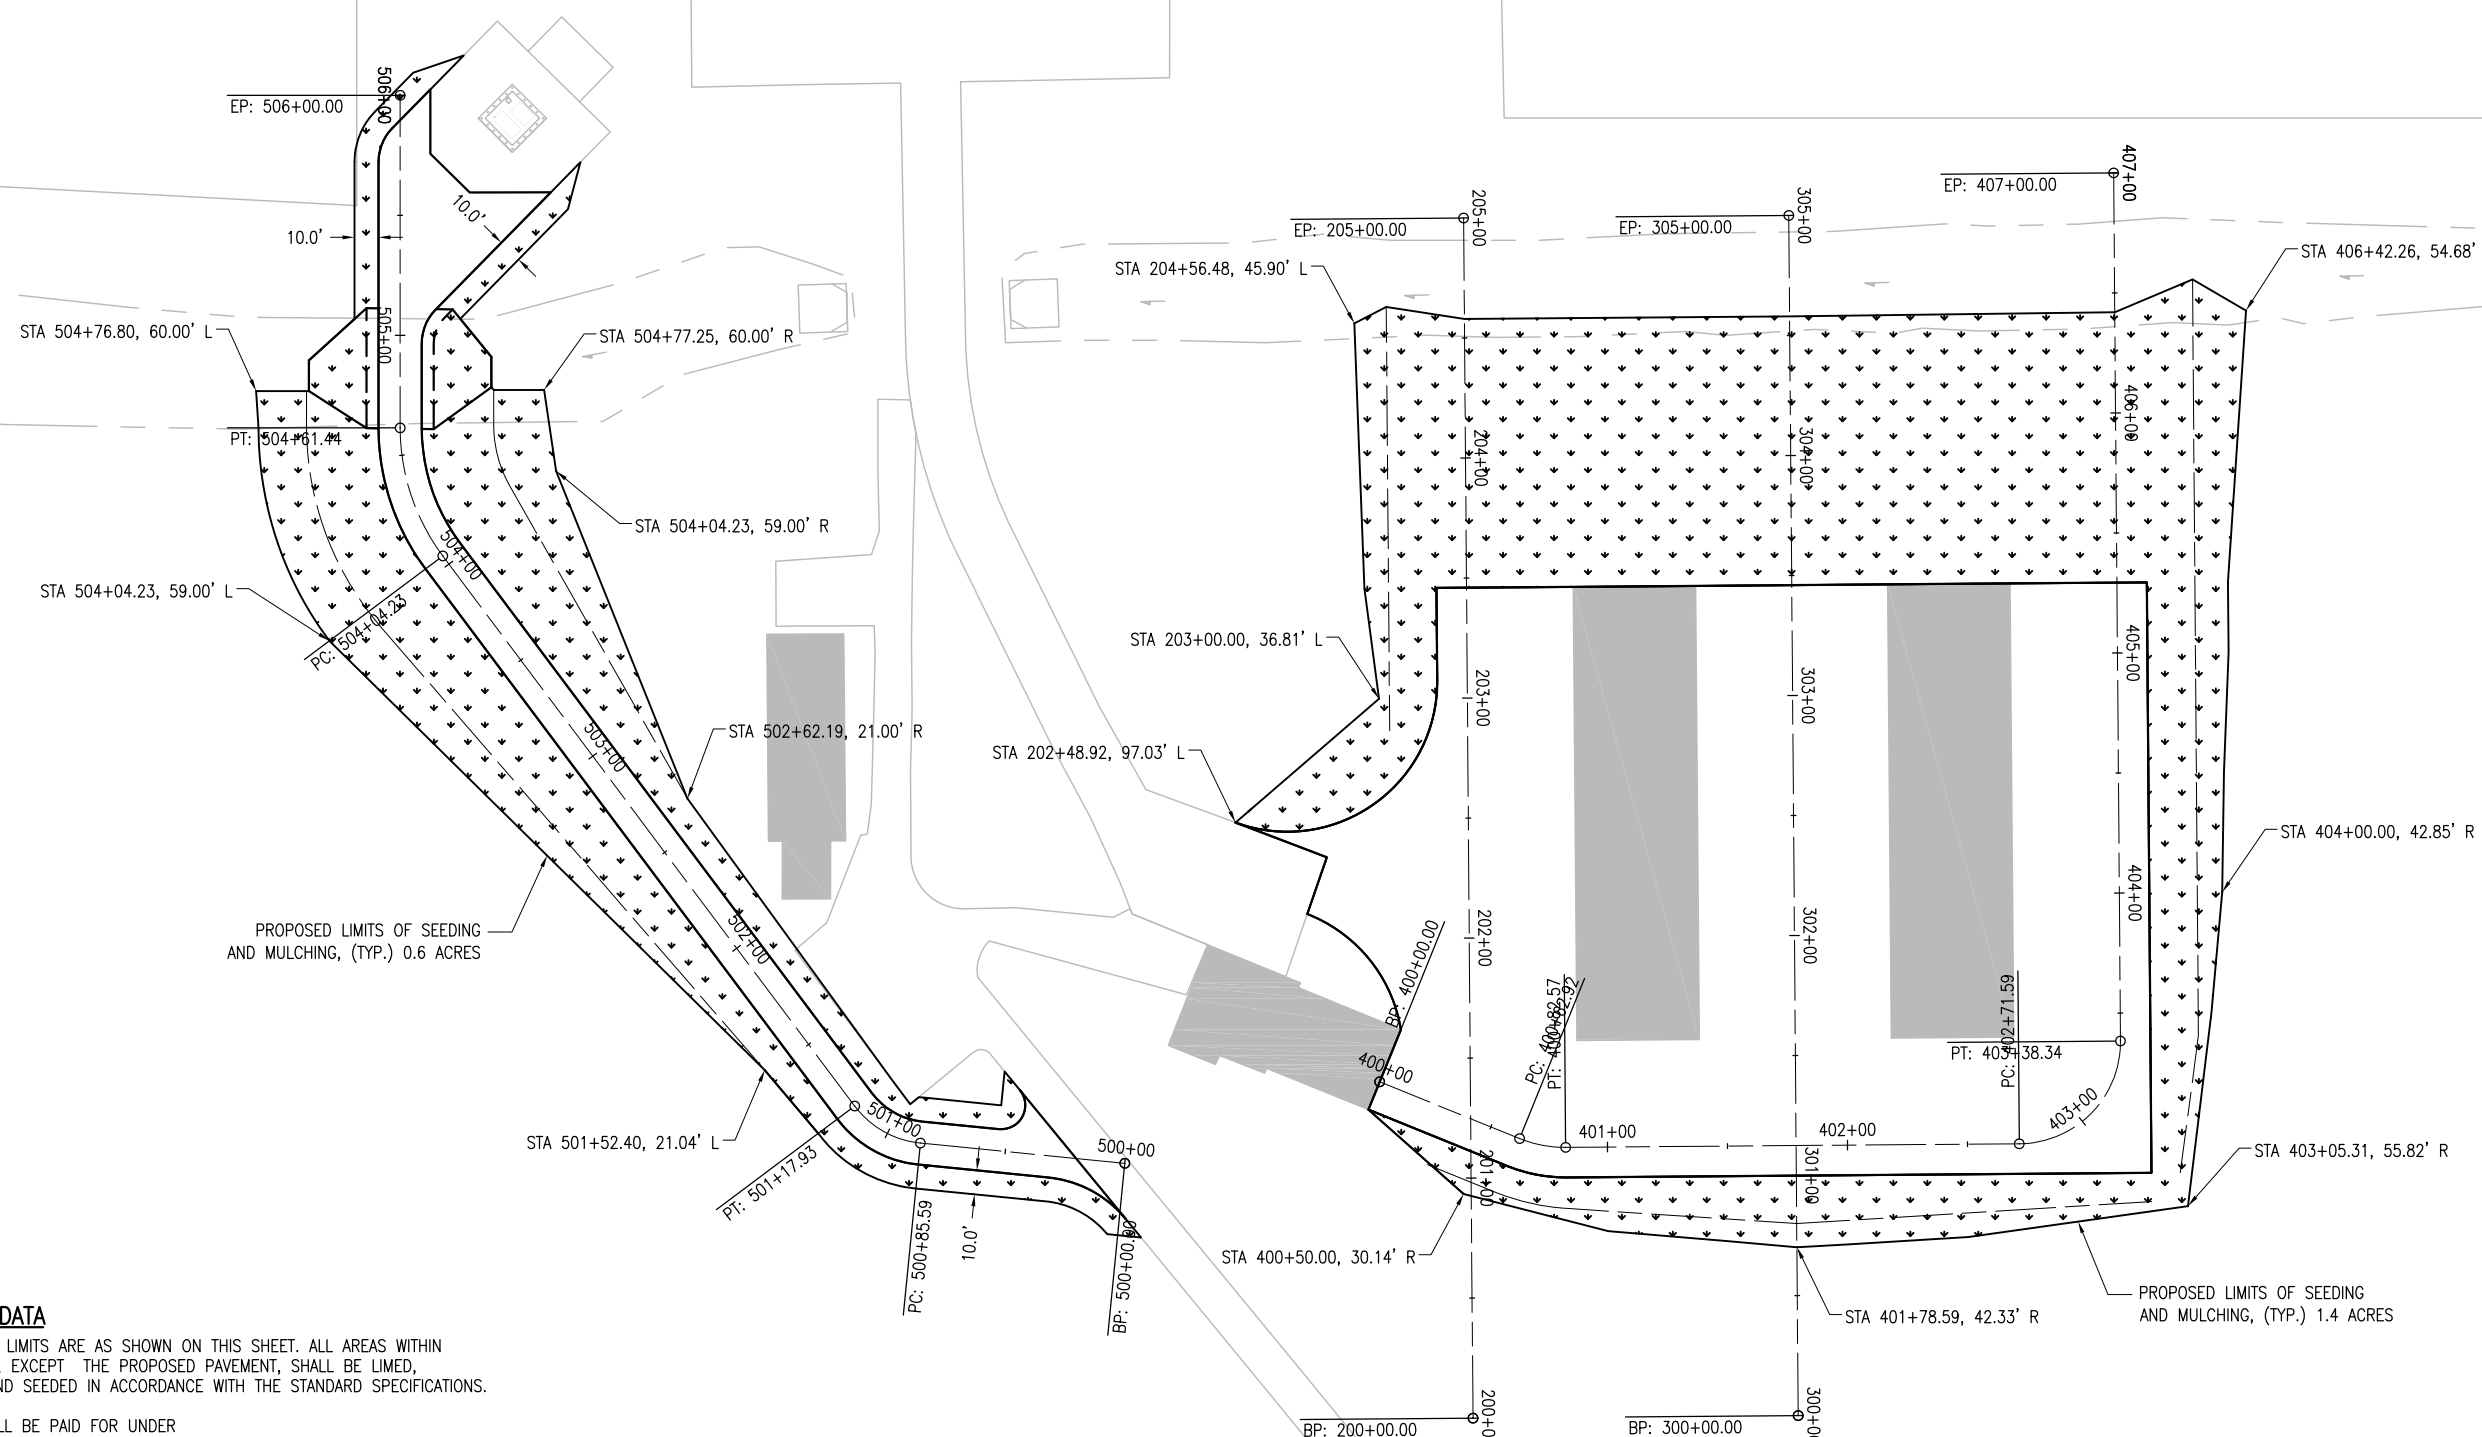 506+00
EP: 506+00.00
10.0'
10.0'
505+00
STA 504+76.80, 60.00' L
STA 504+77.25, 60.00' R
PT: 504+61.44
STA 504+04.23, 59.00' R
504+00
STA 504+04.23, 59.00' L
PC: 504+04.23
503+00
STA 502+62.19, 21.00' R
502+00
PROPOSED LIMITS OF SEEDING
AND MULCHING, (TYP.) 0.6 ACRES
501+00
STA 501+52.40, 21.04' L
PT: 501+17.93
500+00
PC: 500+85.59
10.0'
BP: 500+00.00
EP: 205+00.00
205+00
EP: 305+00.00
305+00
EP: 407+00.00
407+00
STA 204+56.48, 45.90' L
STA 406+42.26, 54.68'
406+00
204+00
304+00
STA 203+00.00, 36.81' L
405+00
203+00
303+00
STA 202+48.92, 97.03' L
STA 404+00.00, 42.85' R
404+00
202+00
302+00
BP: 400+00.00
400+00
PC: 400+62.92
PT: 400+82.57
PC: 402+71.59
PT: 403+38.34
401+00
402+00
403+00
201+00
301+00
STA 403+05.31, 55.82' R
STA 400+50.00, 30.14' R
STA 401+78.59, 42.33' R
PROPOSED LIMITS OF SEEDING
AND MULCHING, (TYP.) 1.4 ACRES
BP: 200+00.00
200+0
BP: 300+00.00
300+0
DATA
LIMITS ARE AS SHOWN ON THIS SHEET. ALL AREAS WITHIN
EXCEPT THE PROPOSED PAVEMENT, SHALL BE LIMED,
ND SEEDED IN ACCORDANCE WITH THE STANDARD SPECIFICATIONS.
LL BE PAID FOR UNDER